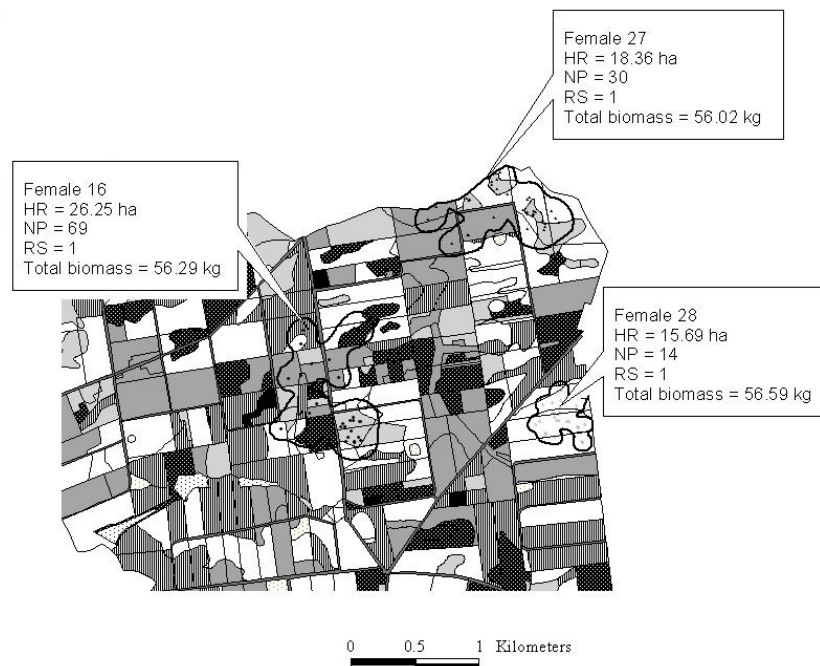 Female 27
HR = 18.36 ha
NP = 30
RS = 1
Total biomass = 56.02 kg
Female 16
HR = 26.25 ha
NP = 69
RS = 1
Total biomass = 56.29 kg
Female 28
HR = 15.69 ha
NP = 14
RS = 1
Total biomass = 56.59 kg
0 0.5 1 Kilometers